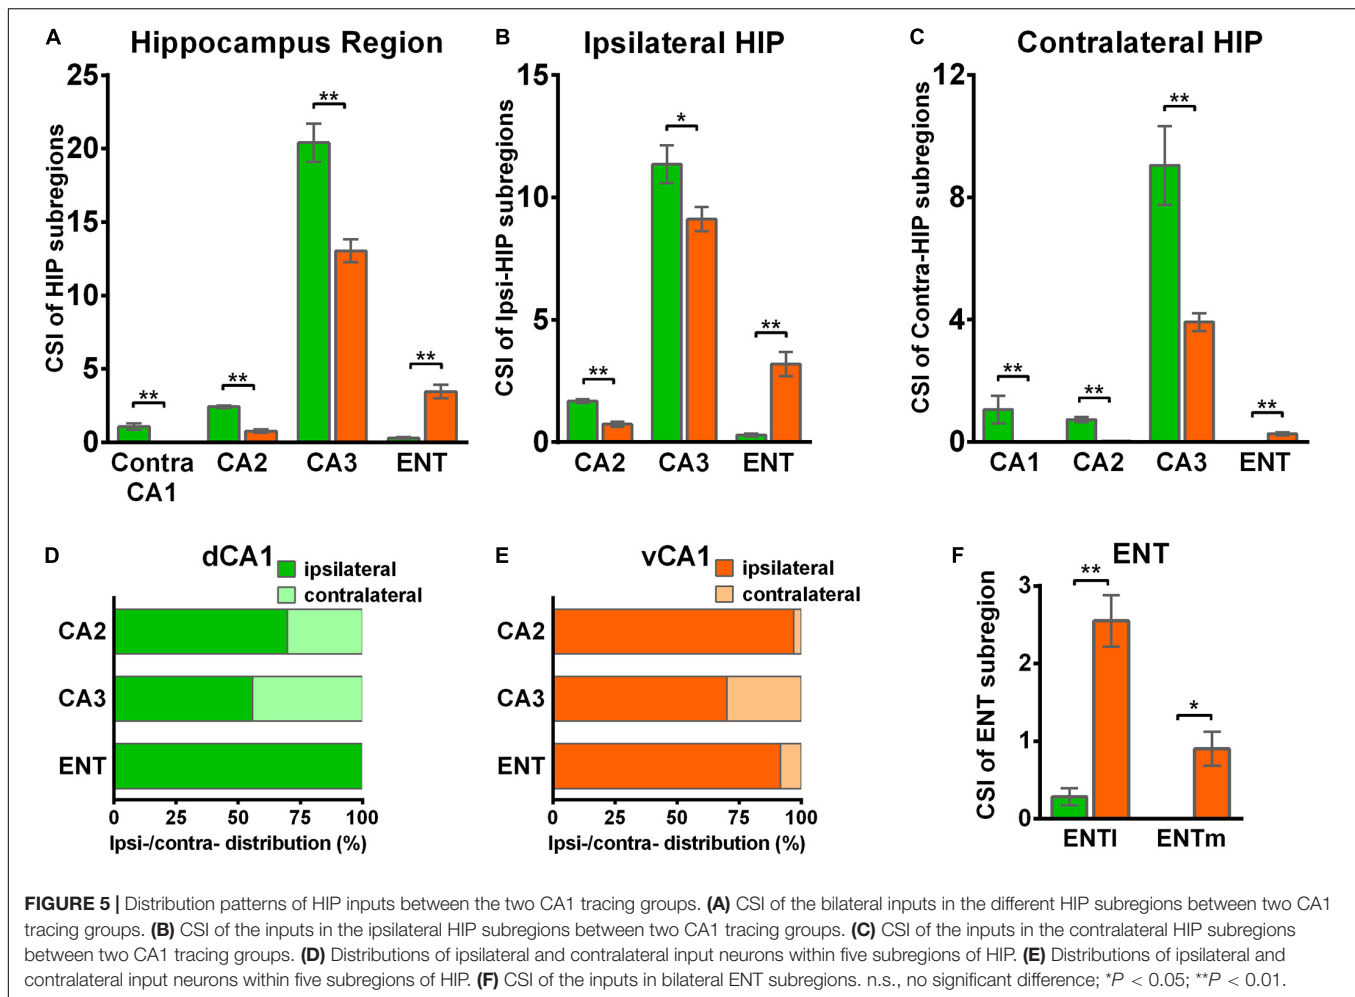 A Hippocampus Region
25
20
15
10
5
0
CSI of HIP subregions
**
**
**
**
Contra CA2 CA3 ENT
CA1
B Ipsilateral HIP
15
10
5
0
CSI of Ipsi-HIP subregions
**
*
**
CA2 CA3 ENT
C Contralateral HIP
12
8
4
0
CSI of Contra-HIP subregions
**
**
**
**
CA1 CA2 CA3 ENT
D dCA1
ipsilateral
contralateral
CA2
CA3
ENT
0 25 50 75 100
Ipsi-/contra- distribution (%)
E vCA1
ipsilateral
contralateral
CA2
CA3
ENT
0 25 50 75 100
Ipsi-/contra- distribution (%)
F ENT
3
2
1
0
CSI of ENT subregion
**
*
ENTl ENTm
FIGURE 5 | Distribution patterns of HIP inputs between the two CA1 tracing groups. (A) CSI of the bilateral inputs in the different HIP subregions between two CA1
tracing groups. (B) CSI of the inputs in the ipsilateral HIP subregions between two CA1 tracing groups. (C) CSI of the inputs in the contralateral HIP subregions
between two CA1 tracing groups. (D) Distributions of ipsilateral and contralateral input neurons within five subregions of HIP. (E) Distributions of ipsilateral and
contralateral input neurons within five subregions of HIP. (F) CSI of the inputs in bilateral ENT subregions. n.s., no significant difference; *P < 0.05; **P < 0.01.